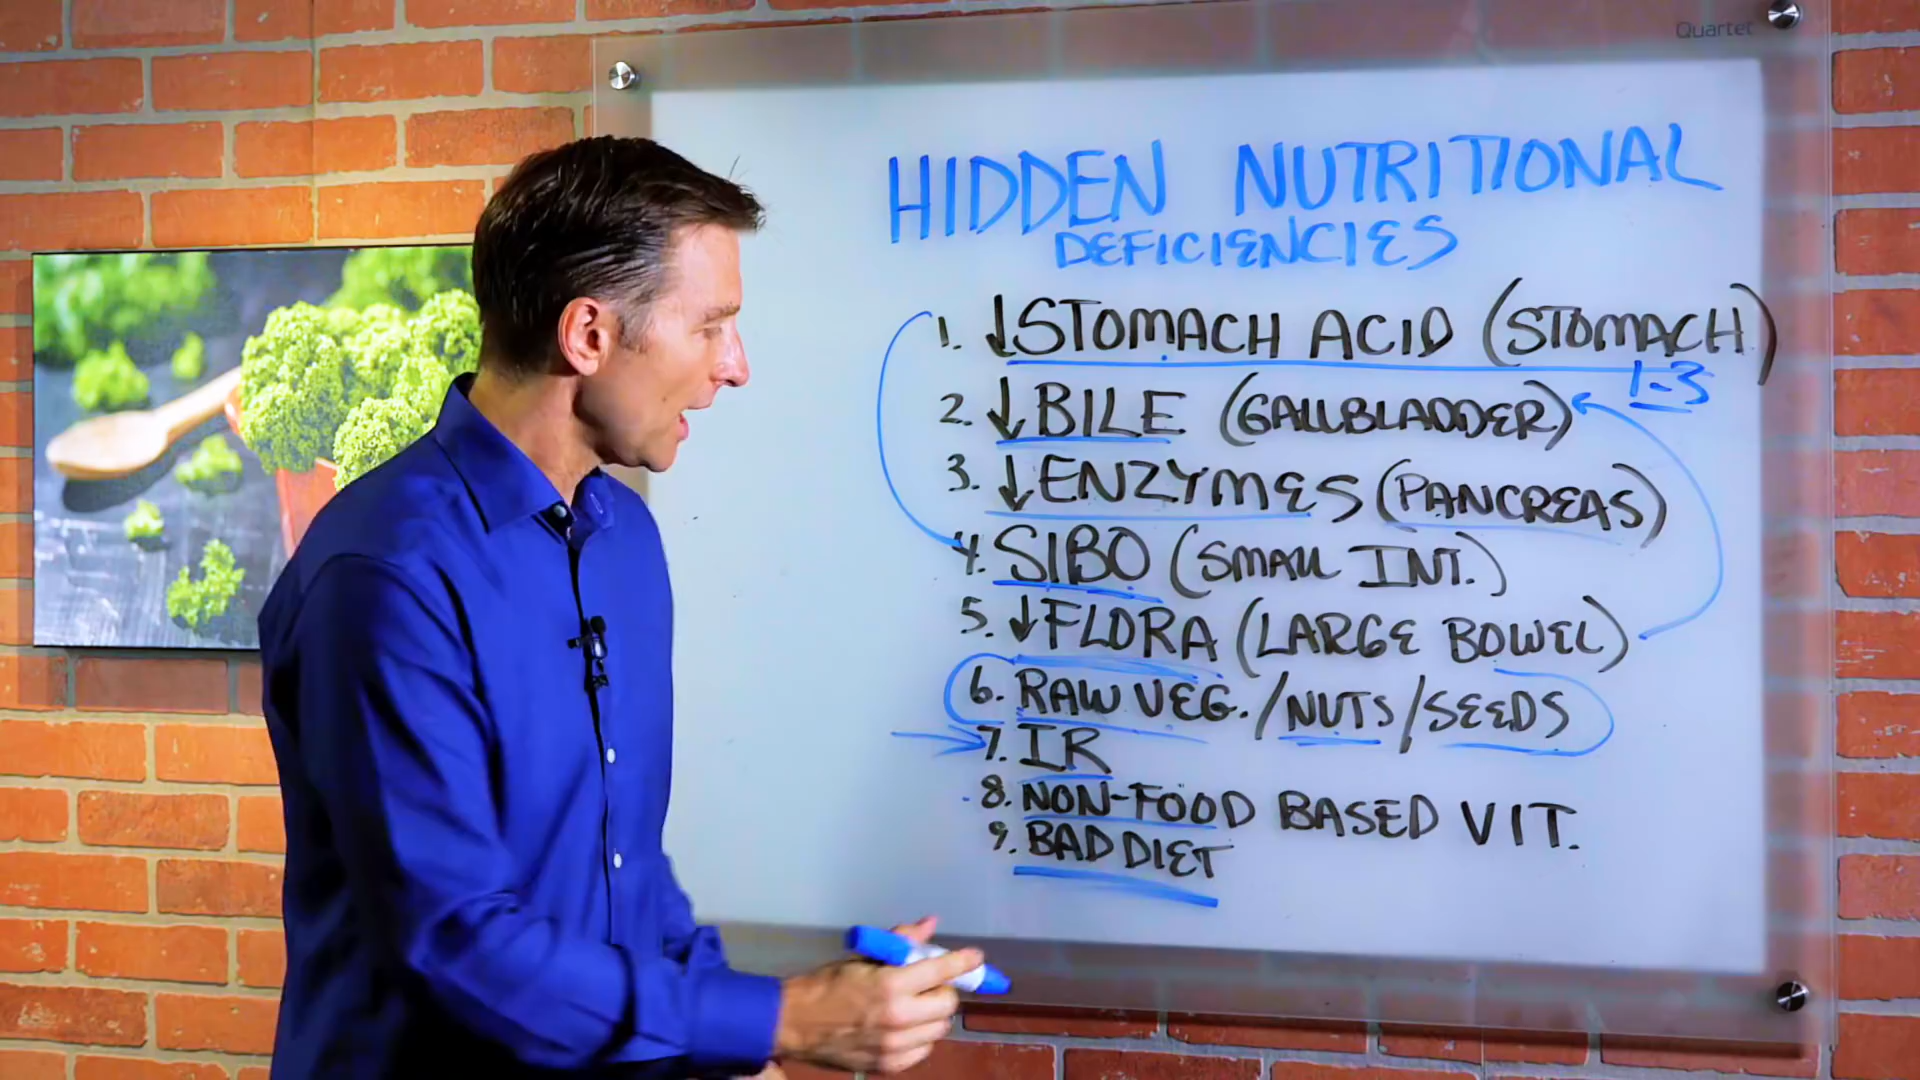 Quartet
HIDDEN NUTRITIONAL
DEFICIENCIES
1. ↓STOMACH ACID (STOMACH)
1-3
2. ↓BILE (GALLBLADDER)
3. ↓ENZYMES (PANCREAS)
4. SIBO (SMALL INT.)
5. ↓FLORA (LARGE BOWEL)
6. RAW VEG./NUTS/SEEDS
7. IR
8. NON-FOOD BASED VIT.
9. BAD DIET